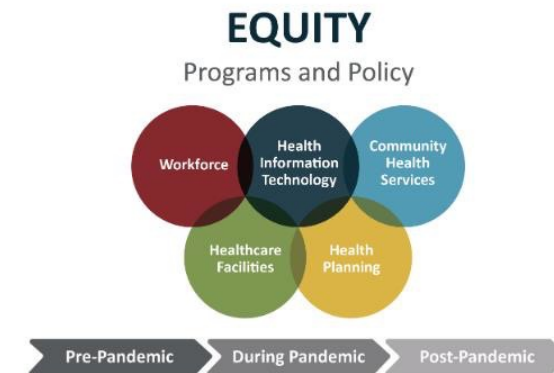 EQUITY
Programs and Policy
Workforce
Health
Information
Technology
Community
Health
Services
Healthcare
Facilities
Health
Planning
Pre-Pandemic
During Pandemic
Post-Pandemic